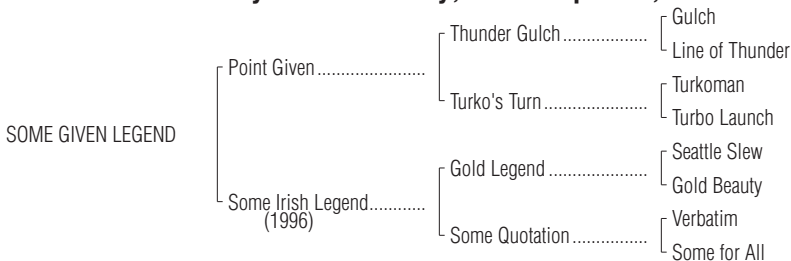 Gulch
Thunder Gulch
Line of Thunder
Point Given
Turkoman
Turko's Turn
Turbo Launch
SOME GIVEN LEGEND
Seattle Slew
Gold Legend
Gold Beauty
Some Irish Legend
(1996)
Verbatim
Some Quotation
Some for All